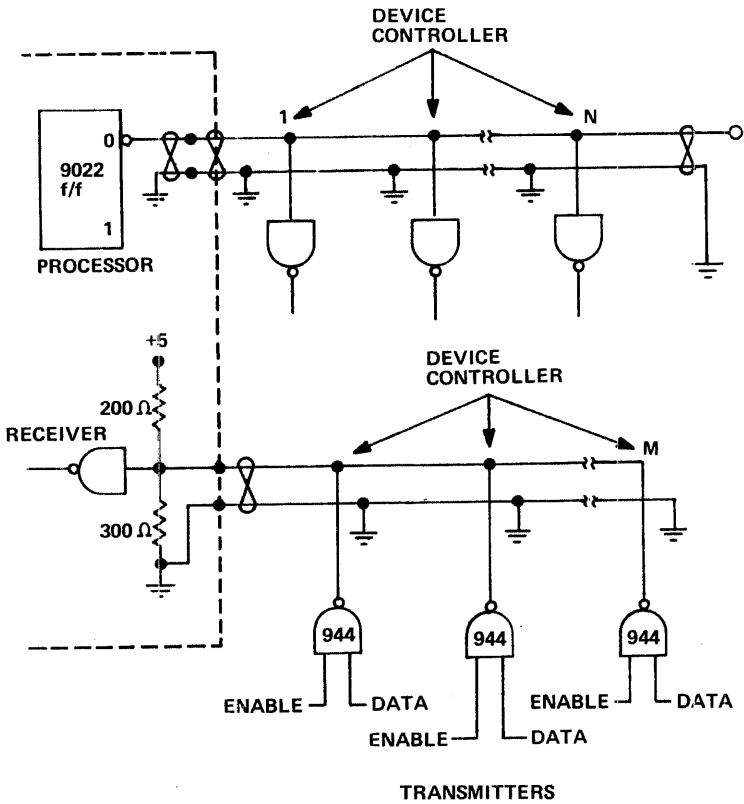 DEVICE
CONTROLLER
1
N
0
9022
f/f
1
PROCESSOR
+5
DEVICE
CONTROLLER
200 Ω
RECEIVER
M
300 Ω
944
944
944
ENABLE
DATA
ENABLE
DATA
ENABLE
DATA
TRANSMITTERS